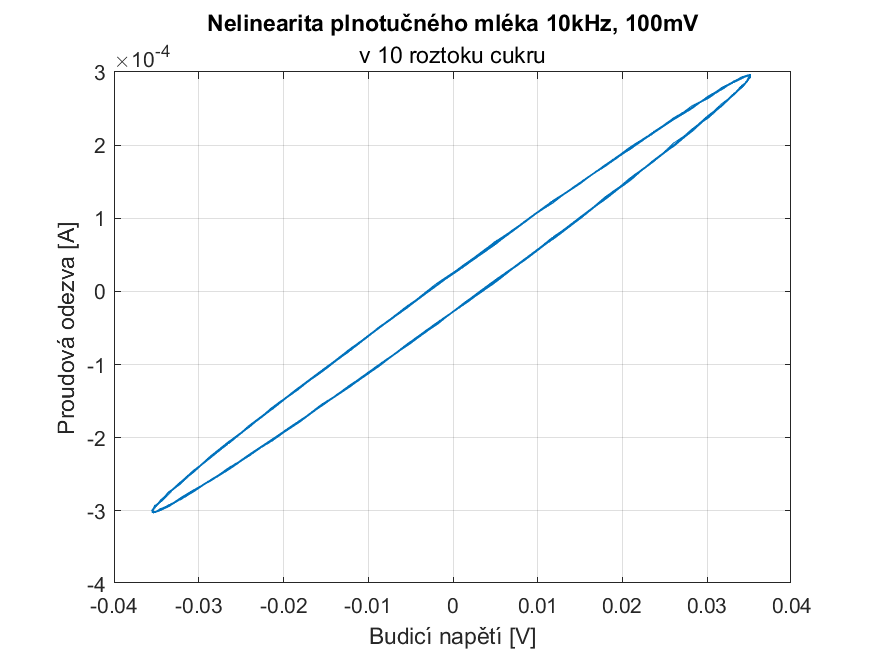 Nelinearita plnotučného mléka 10kHz, 100mV
v 10 roztoku cukru
×10-4
3
2
1
0
-1
-2
-3
-4
Proudová odezva [A]
-0.04 -0.03 -0.02 -0.01 0 0.01 0.02 0.03 0.04
Budicí napětí [V]